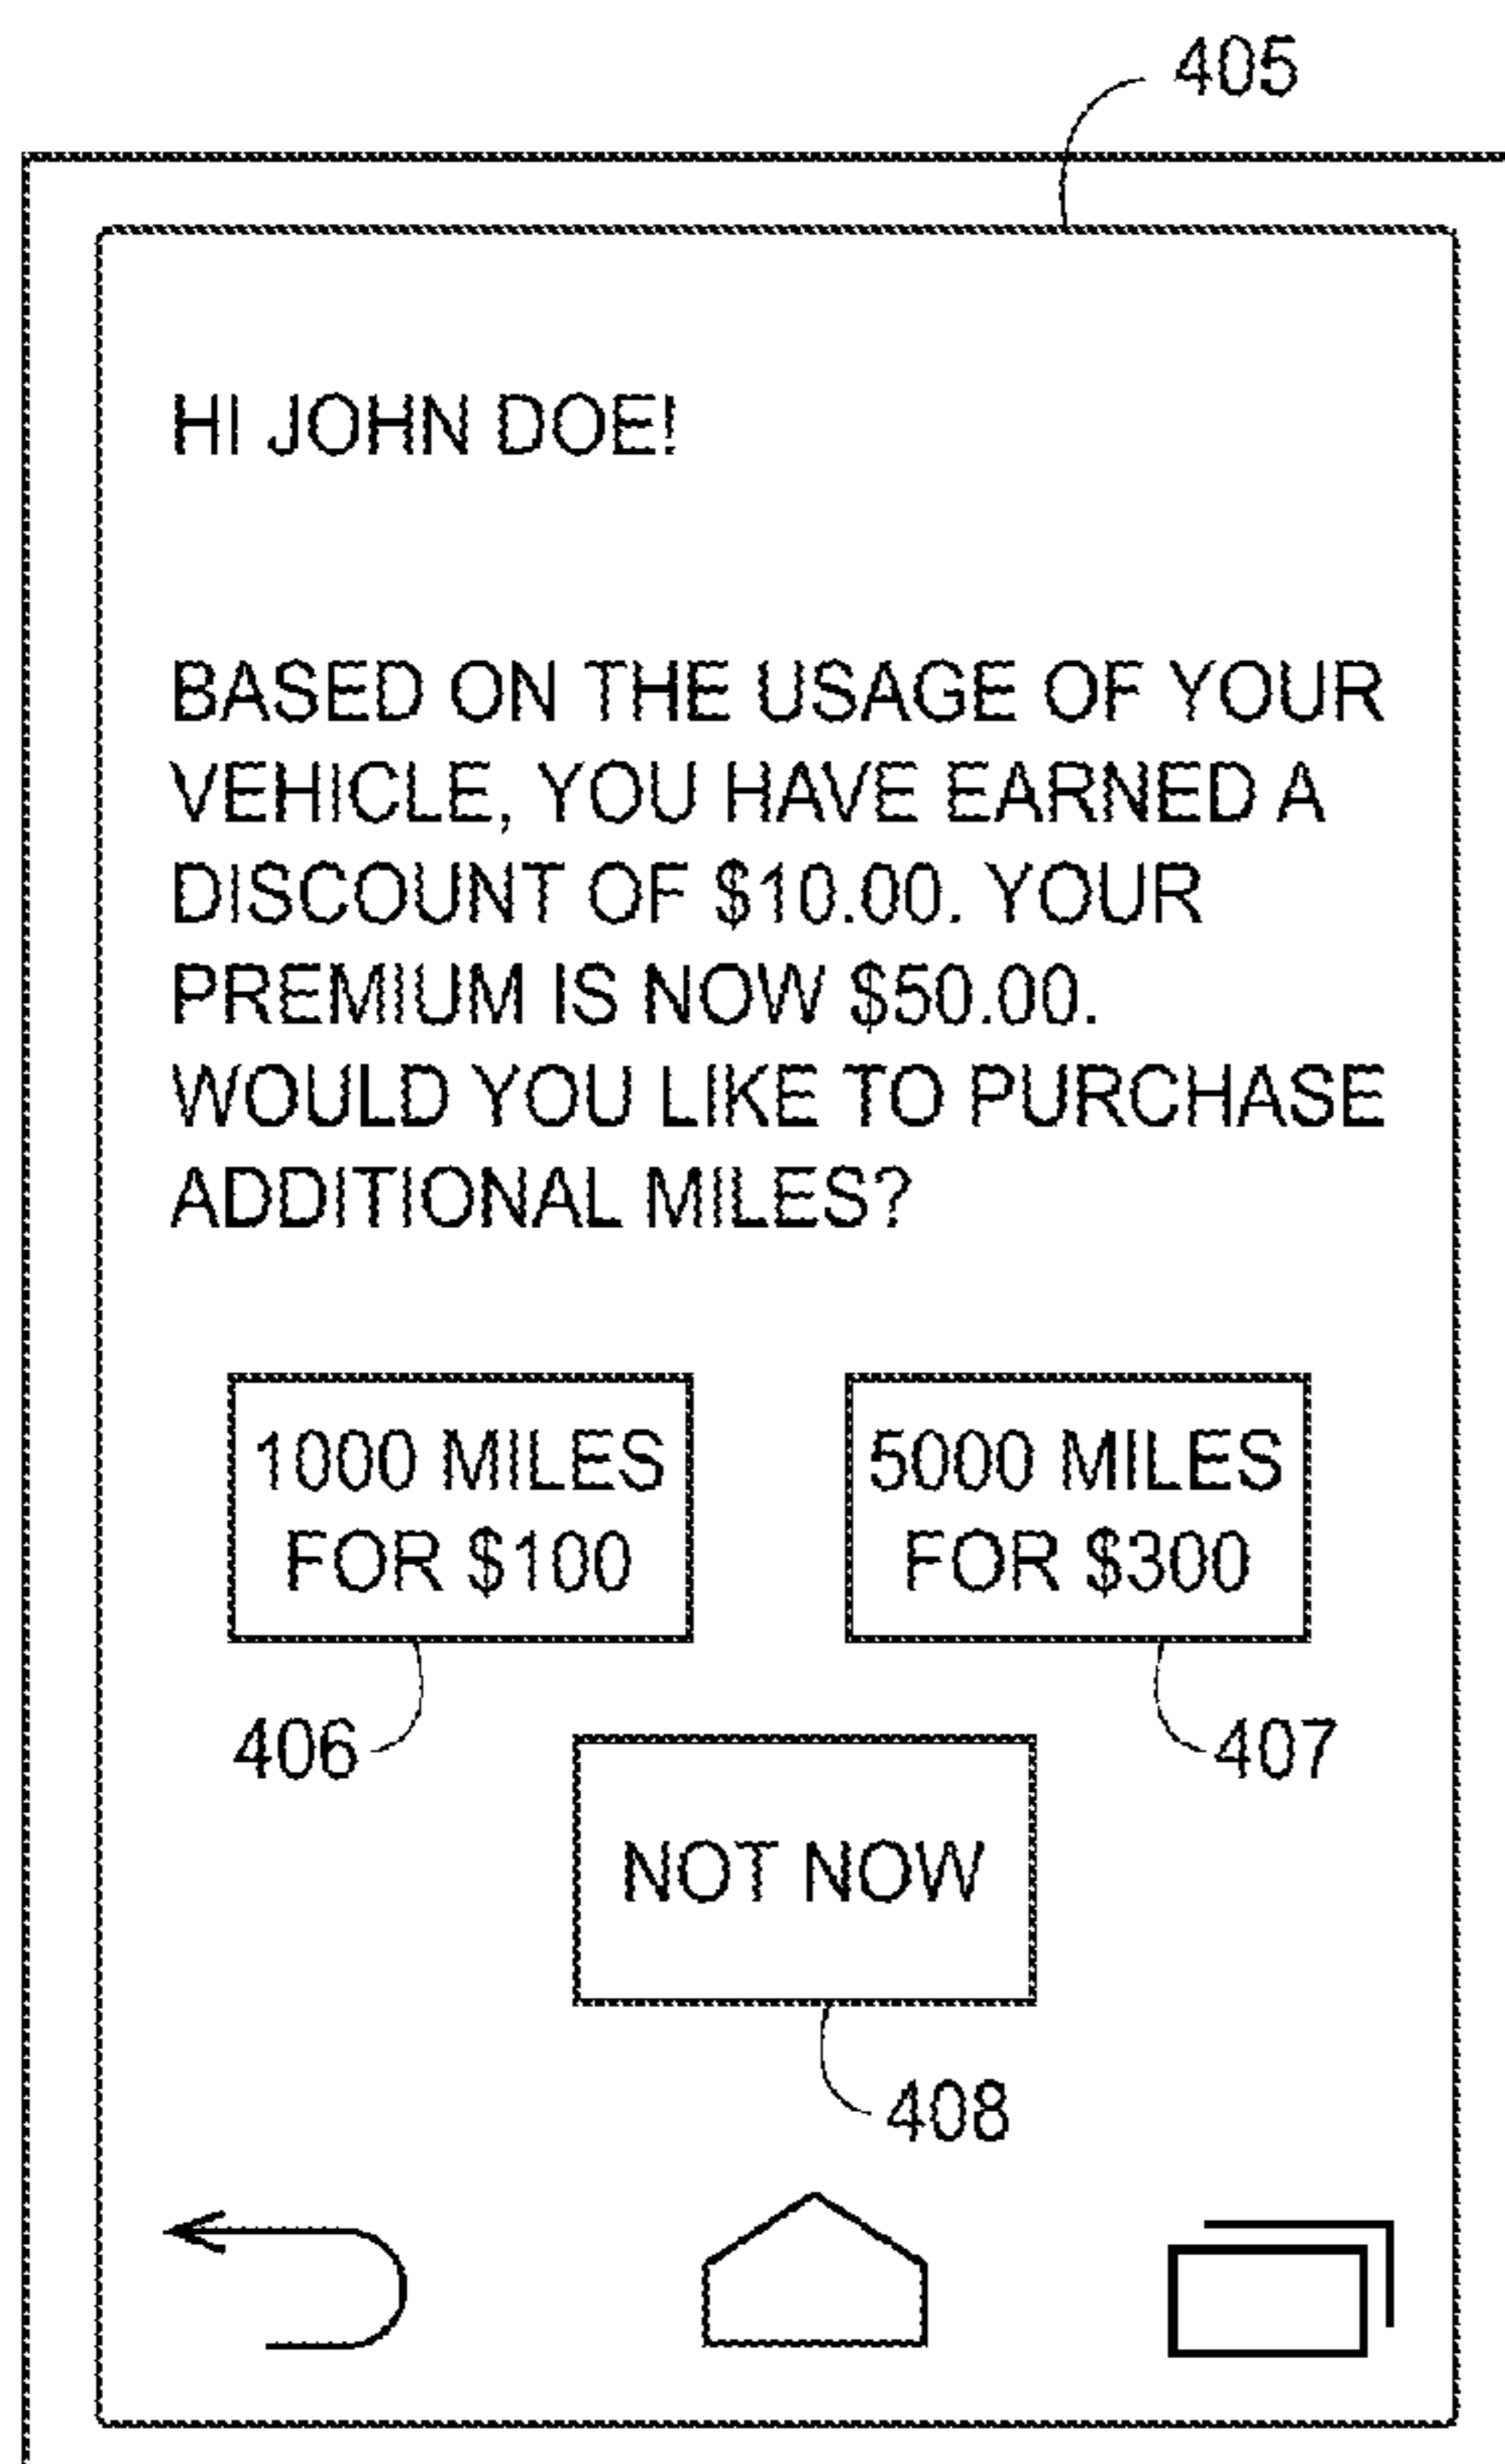 405
HI JOHN DOE!
BASED ON THE USAGE OF YOUR
VEHICLE, YOU HAVE EARNED A
DISCOUNT OF $10.00. YOUR
PREMIUM IS NOW $50.00.
WOULD YOU LIKE TO PURCHASE
ADDITIONAL MILES?
1000 MILES
FOR $100
5000 MILES
FOR $300
406
407
NOT NOW
408